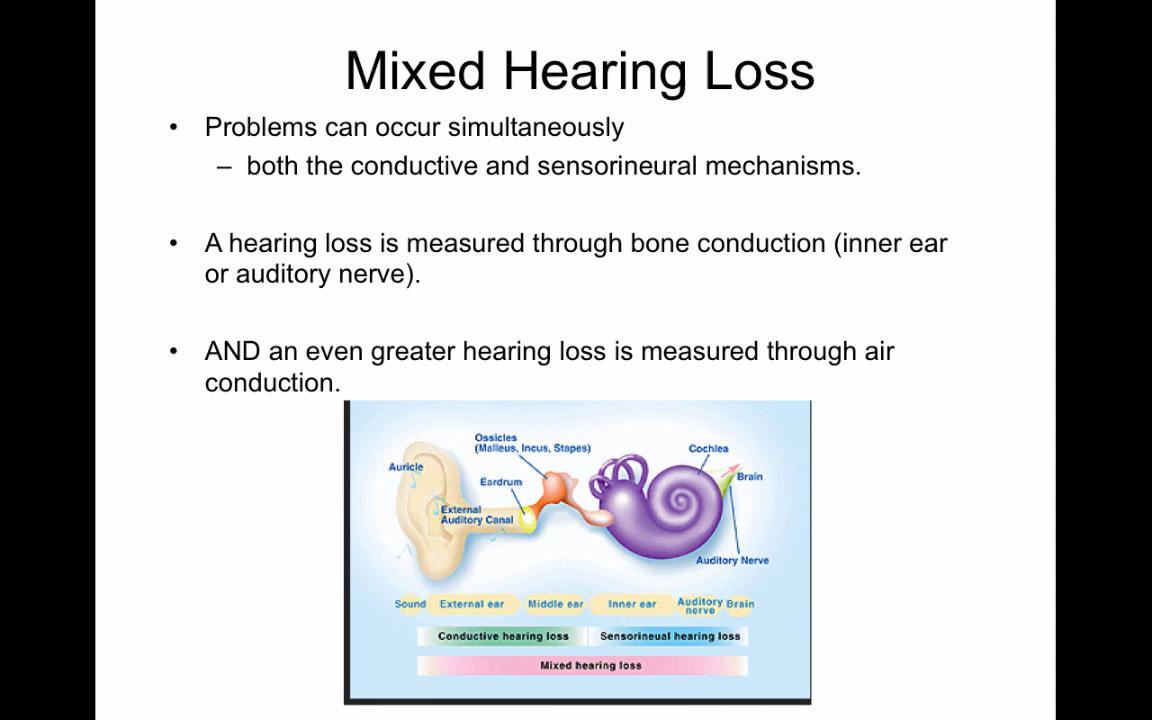 Mixed Hearing Loss
• Problems can occur simultaneously
– both the conductive and sensorineural mechanisms.
• A hearing loss is measured through bone conduction (inner ear
or auditory nerve).
• AND an even greater hearing loss is measured through air
conduction.
Ossicles
(Malleus, Incus, Stapes)
Cochlea
Auricle
Brain
Eardrum
External
Auditory Canal
Auditory Nerve
Sound External ear Middle ear Inner ear Auditory nerve Brain
Conductive hearing loss Sensorineual hearing loss
Mixed hearing loss